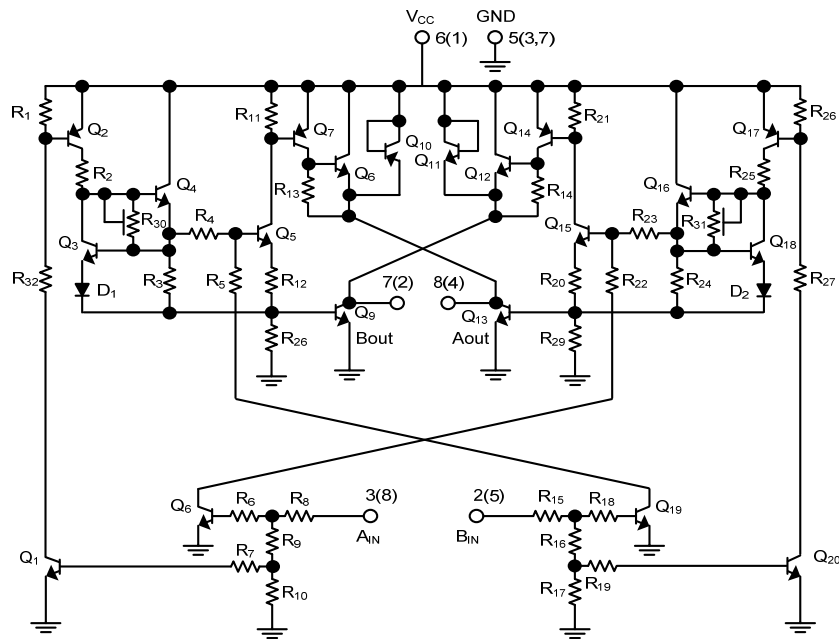 VCC GND
6(1) 5(3,7)
R1 R11 R21 R26
Q2 Q7 Q10 Q14 Q17
Q11
R2 Q4 R13 Q6 Q12 R14 Q16 R25
R30 R4 Q5 Q15 R23 R31
Q3 Q18
R32 D1 R3 R5 R12 7(2) 8(4) R20 R22 R24 D2 R27
Q9 Q13
R26 Bout Aout R29
Q6 R6 R8 3(8) 2(5) R15 R18 Q19
R9 AIN BIN R16
Q1 R7 Q20
R10 R17 R19